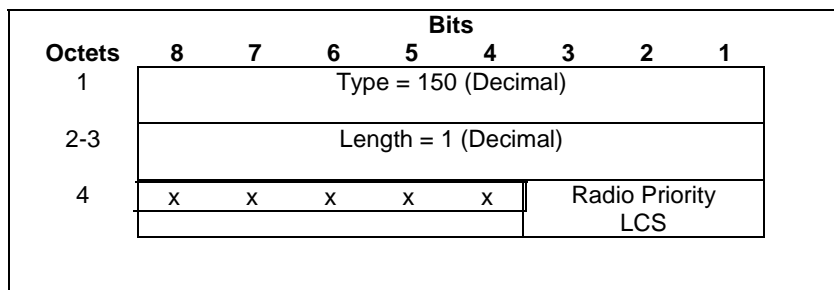 Bits
Octets 8 7 6 5 4 3 2 1
1 Type = 150 (Decimal)
2-3 Length = 1 (Decimal)
4 x x x x x Radio Priority
LCS